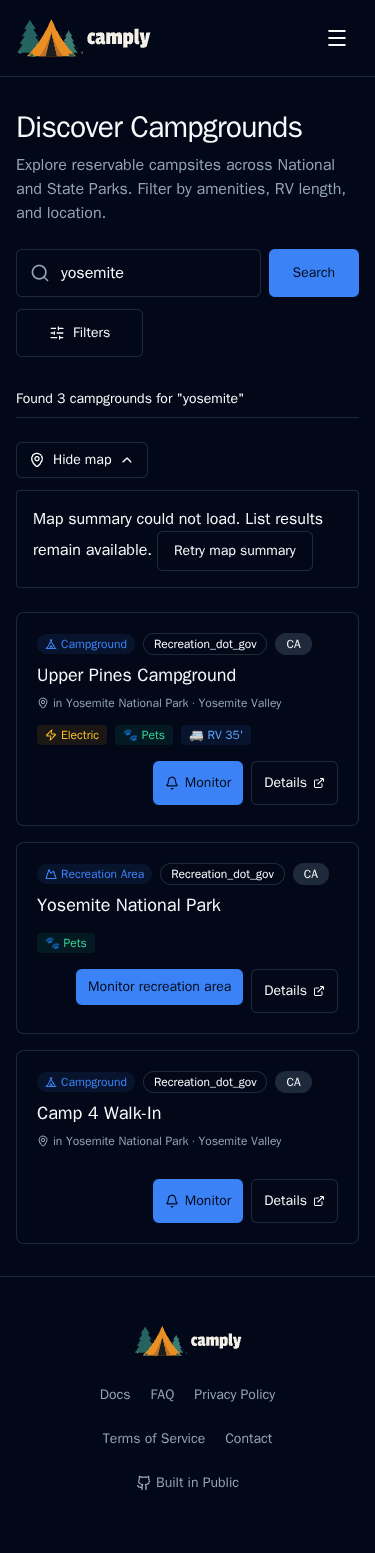 camply
Discover Campgrounds
Explore reservable campsites across National
and State Parks. Filter by amenities, RV length,
and location.
yosemite
Search
Filters
Found 3 campgrounds for "yosemite"
Hide map
Map summary could not load. List results
remain available. Retry map summary
Campground Recreation_dot_gov CA
Upper Pines Campground
in Yosemite National Park · Yosemite Valley
Electric Pets RV 35'
Monitor Details
Recreation Area Recreation_dot_gov CA
Yosemite National Park
Pets
Monitor recreation area Details
Campground Recreation_dot_gov CA
Camp 4 Walk-In
in Yosemite National Park · Yosemite Valley
Monitor Details
camply
Docs FAQ Privacy Policy
Terms of Service Contact
Built in Public